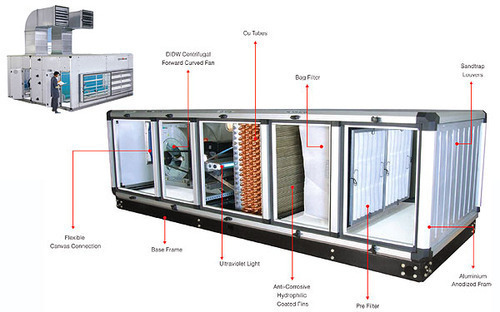 Cu Tubes
DIDW Centrifugal
Forward Curved Fan
Bag Filter
Sandtrap
Louvers
Flexible
Canvas Connection
Base Frame
Ultraviolet Light
Anti-Corrosive
Hydrophilic
Coated Fins
Pre Filter
Aluminium
Anodized Fram